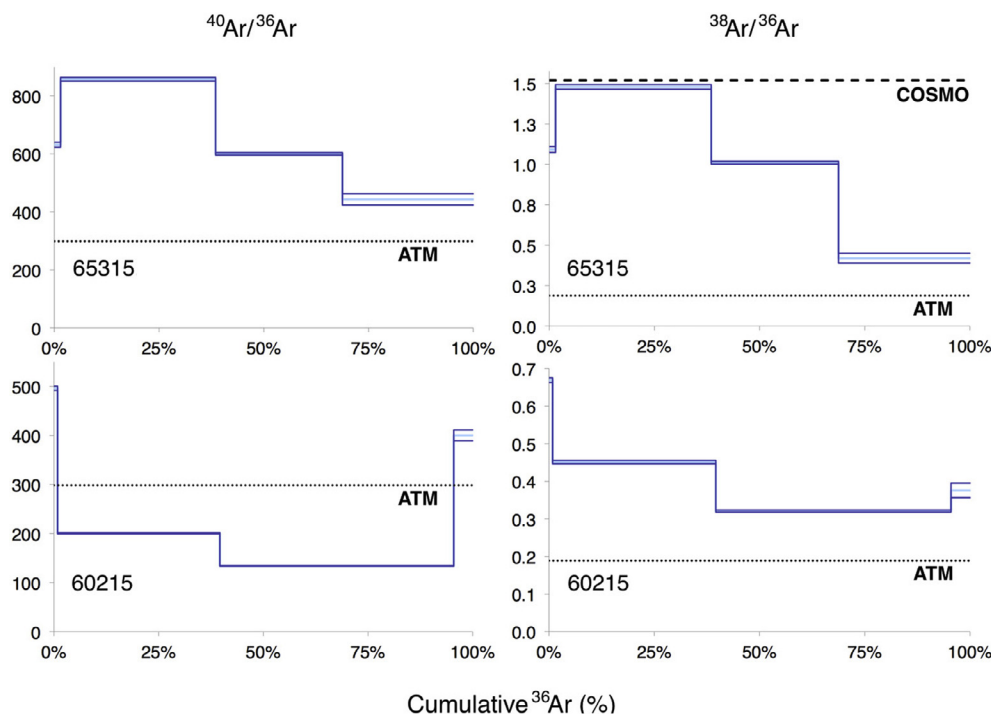 ⁴⁰Ar/³⁶Ar
800
600
400
200
0
ATM
65315
0% 25% 50% 75% 100%
³⁸Ar/³⁶Ar
1.5
1.3
1.0
0.8
0.5
0.3
0.0
COSMO
65315
ATM
0% 25% 50% 75% 100%
500
400
300
200
100
0
ATM
60215
0% 25% 50% 75% 100%
0.7
0.6
0.5
0.4
0.3
0.2
0.1
0.0
ATM
60215
0% 25% 50% 75% 100%
Cumulative ³⁶Ar (%)